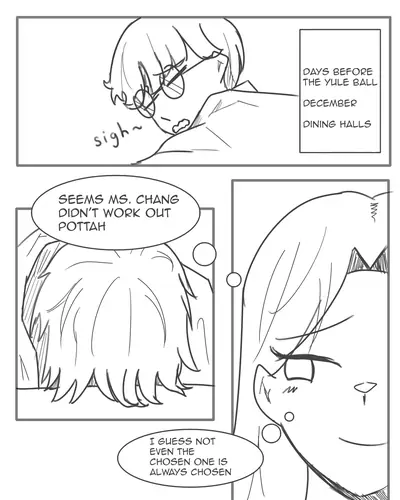 DAYS BEFORE
THE YULE BALL
DECEMBER
DINING HALLS
sigh~
SEEMS MS. CHANG
DIDN'T WORK OUT
POTTAH
I GUESS NOT
EVEN THE
CHOSEN ONE IS
ALWAYS CHOSEN